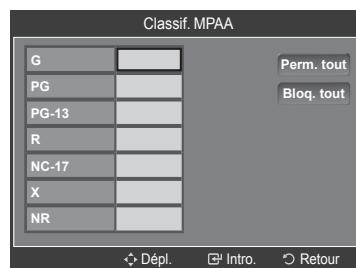 Classif. MPAA
G
PG
PG-13
R
NC-17
X
NR
Perm. tout
Bloq. tout
Dépl. Intro. Retour